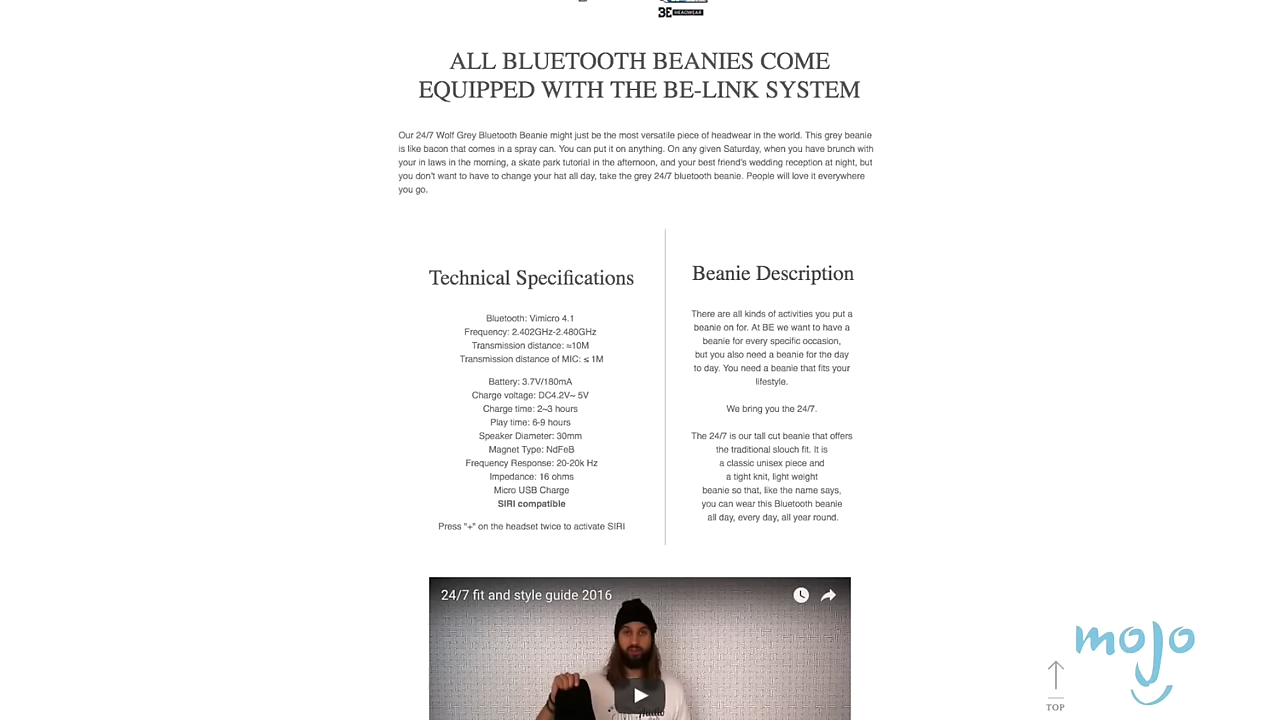 3E HEADWEAR
ALL BLUETOOTH BEANIES COME
EQUIPPED WITH THE BE-LINK SYSTEM
Our 24/7 Wolf Grey Bluetooth Beanie might just be the most versatile piece of headwear in the world. This grey beanie
is like bacon that comes in a spray can. You can put it on anything. On any given Saturday, when you have brunch with
your in laws in the morning, a skate park tutorial in the afternoon, and your best friend's wedding reception at night, but
you don't want to have to change your hat all day, take the grey 24/7 bluetooth beanie. People will love it everywhere
you go.
Technical Specifications
Bluetooth: Vimicro 4.1
Frequency: 2.402GHz-2.480GHz
Transmission distance: ≈10M
Transmission distance of MIC: ≤ 1M
Battery: 3.7V/180mA
Charge voltage: DC4.2V~ 5V
Charge time: 2~3 hours
Play time: 6-9 hours
Speaker Diameter: 30mm
Magnet Type: NdFeB
Frequency Response: 20-20k Hz
Impedance: 16 ohms
Micro USB Charge
SIRI compatible
Press "+" on the headset twice to activate SIRI
Beanie Description
There are all kinds of activities you put a
beanie on for. At BE we want to have a
beanie for every specific occasion,
but you also need a beanie for the day
to day. You need a beanie that fits your
lifestyle.
We bring you the 24/7.
The 24/7 is our tall cut beanie that offers
the traditional slouch fit. It is
a classic unisex piece and
a tight knit, light weight
beanie so that, like the name says,
you can wear this Bluetooth beanie
all day, every day, all year round.
24/7 fit and style guide 2016
TOP
mojo